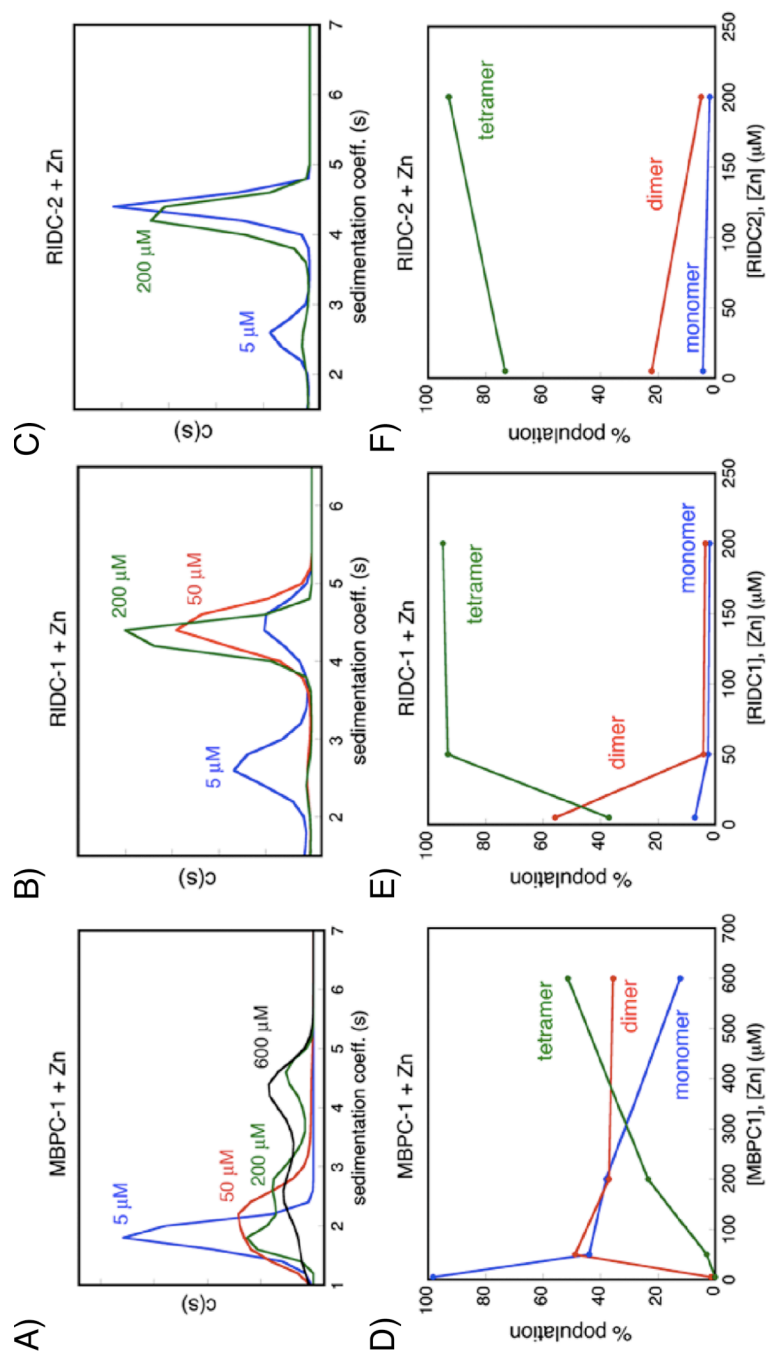 A)
MBPC-1 + Zn
c(s)
5 µM
50 µM
200 µM
600 µM
1 2 3 4 5 6 7
sedimentation coeff. (s)
B)
RIDC-1 + Zn
c(s)
5 µM
200 µM
50 µM
2 3 4 5 6
sedimentation coeff. (s)
C)
RIDC-2 + Zn
c(s)
5 µM
200 µM
2 3 4 5 6 7
sedimentation coeff. (s)
D)
MBPC-1 + Zn
% population
100
80
60
40
20
0
tetramer
dimer
monomer
0 100 200 300 400 500 600 700
[MBPC1], [Zn] (µM)
E)
RIDC-1 + Zn
% population
100
80
60
40
20
0
tetramer
dimer
monomer
0 50 100 150 200 250
[RIDC1], [Zn] (µM)
F)
RIDC-2 + Zn
% population
100
80
60
40
20
0
tetramer
dimer
monomer
0 50 100 150 200 250
[RIDC2], [Zn] (µM)